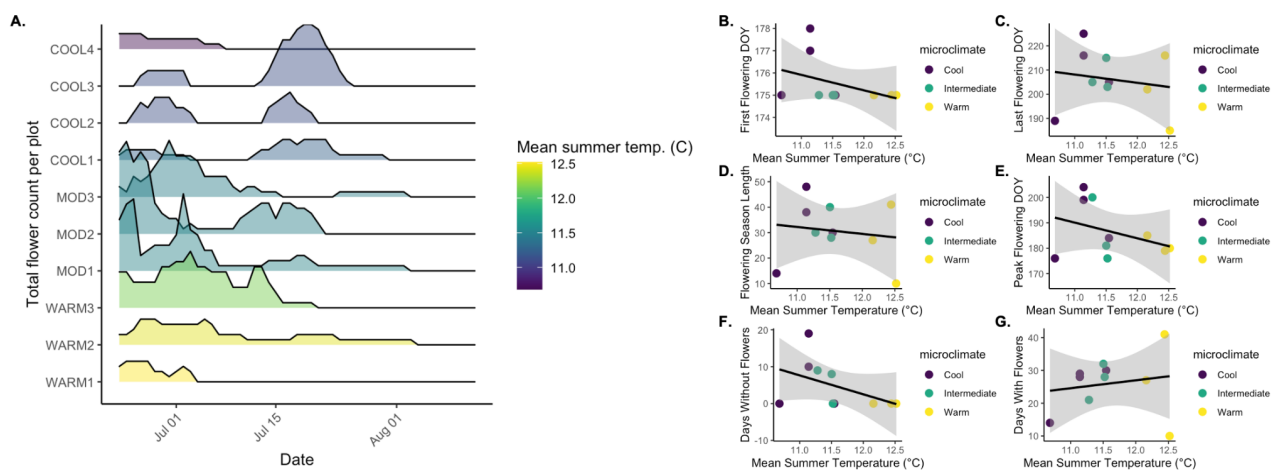 A.
Total flower count per plot
COOL4
COOL3
COOL2
COOL1
MOD3
MOD2
MOD1
WARM3
WARM2
WARM1
Jul 01
Jul 15
Aug 01
Date
Mean summer temp. (C)
12.5
12.0
11.5
11.0
B.
First Flowering DOY
178
177
176
175
174
11.0 11.5 12.0 12.5
Mean Summer Temperature (°C)
microclimate
Cool
Intermediate
Warm
C.
Last Flowering DOY
220
210
200
190
11.0 11.5 12.0 12.5
Mean Summer Temperature (°C)
microclimate
Cool
Intermediate
Warm
D.
Flowering Season Length
50
40
30
20
10
11.0 11.5 12.0 12.5
Mean Summer Temperature (°C)
microclimate
Cool
Intermediate
Warm
E.
Peak Flowering DOY
200
190
180
170
11.0 11.5 12.0 12.5
Mean Summer Temperature (°C)
microclimate
Cool
Intermediate
Warm
F.
Days Without Flowers
20
10
0
-10
11.0 11.5 12.0 12.5
Mean Summer Temperature (°C)
microclimate
Cool
Intermediate
Warm
G.
Days With Flowers
40
30
20
10
11.0 11.5 12.0 12.5
Mean Summer Temperature (°C)
microclimate
Cool
Intermediate
Warm